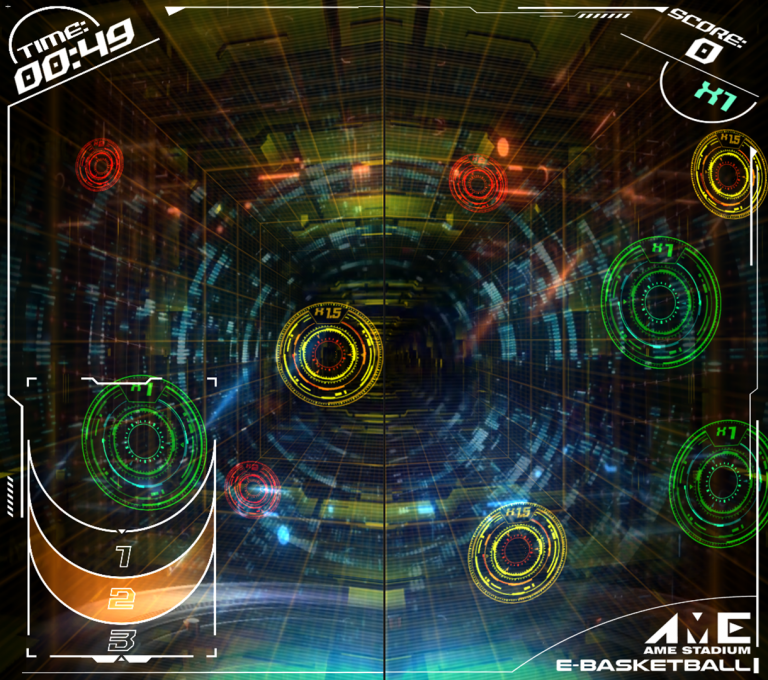 TIME:
00:49
SCORE:
0
X1
X1.5
X1
X1.5
X1
X1
X1.5
1
2
3
AME
AME STADIUM
E-BASKETBALL